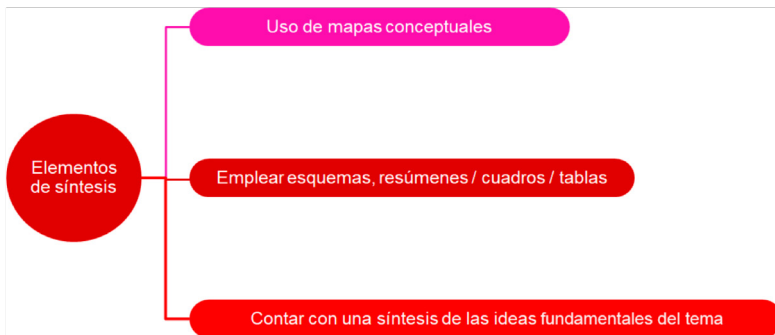 Uso de mapas conceptuales
Elementos
de síntesis
Emplear esquemas, resúmenes / cuadros / tablas
Contar con una síntesis de las ideas fundamentales del tema